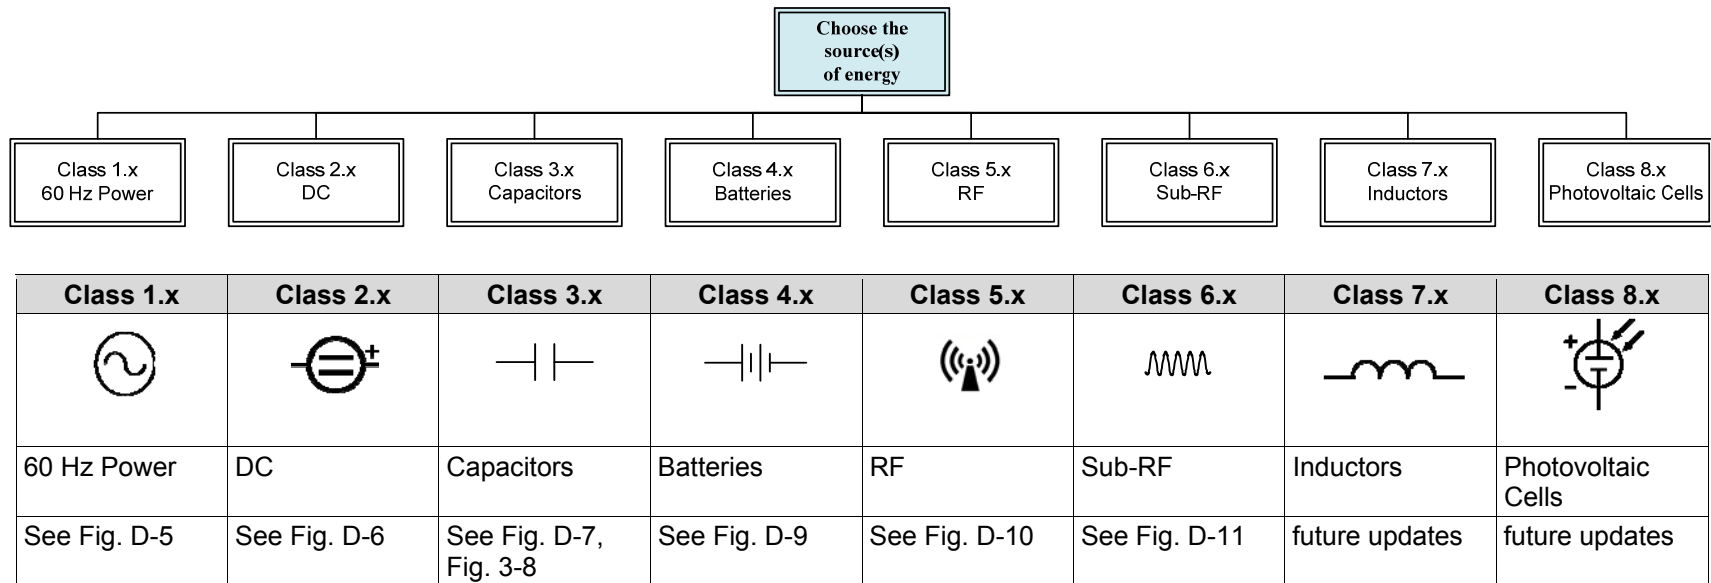 Choose the
source(s)
of energy
Class 1.x
60 Hz Power
Class 2.x
DC
Class 3.x
Capacitors
Class 4.x
Batteries
Class 5.x
RF
Class 6.x
Sub-RF
Class 7.x
Inductors
Class 8.x
Photovoltaic Cells
Class 1.x Class 2.x Class 3.x Class 4.x Class 5.x Class 6.x Class 7.x Class 8.x
+ + -
60 Hz Power DC Capacitors Batteries RF Sub-RF Inductors Photovoltaic
Cells
See Fig. D-5 See Fig. D-6 See Fig. D-7, See Fig. D-9 See Fig. D-10 See Fig. D-11 future updates future updates
Fig. 3-8